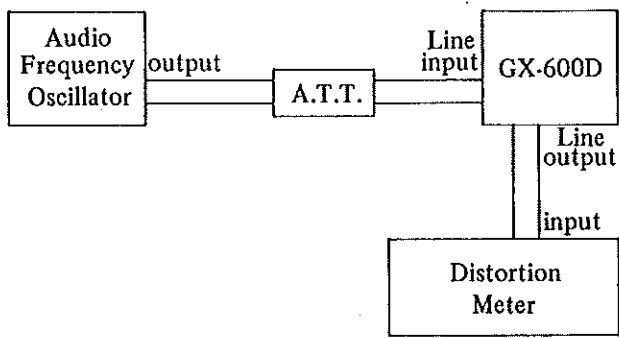 Audio
Frequency
Oscillator
output
A.T.T.
Line
input
GX-600D
Line
output
input
Distortion
Meter